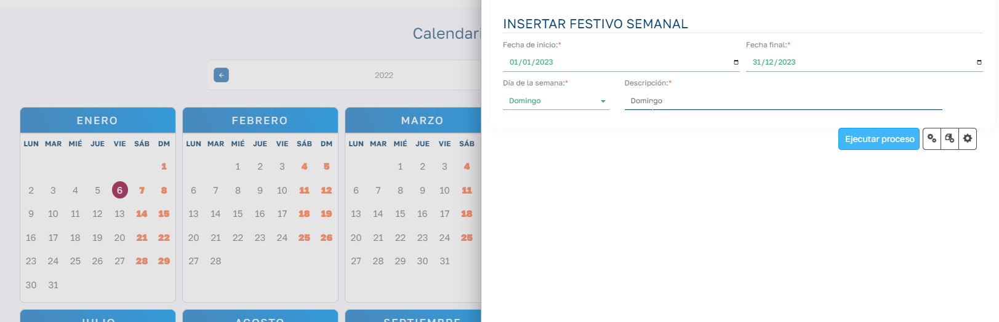 Calendari
2022
ENERO
LUN MAR MIÉ JUE VIE SÁB DM
1
2 3 4 5 6 7 8
9 10 11 12 13 14 15
16 17 18 19 20 21 22
23 24 25 26 27 28 29
30 31
FEBRERO
LUN MAR MIÉ JUE VIE SÁB DM
1 2 3 4 5
6 7 8 9 10 11 12
13 14 15 16 17 18 19
20 21 22 23 24 25 26
27 28
MARZO
LUN MAR MIÉ JUE VIE SÁB
1 2 3 4
6 7 8 9 10 11
13 14 15 16 17 18
20 21 22 23 24 25
27 28 29 30 31
JULIO
AGOSTO
SEPTIEMBRE
INSERTAR FESTIVO SEMANAL
Fecha de inicio:* Fecha final:*
01/01/2023 31/12/2023
Día de la semana:* Descripción:*
Domingo Domingo
Ejecutar proceso